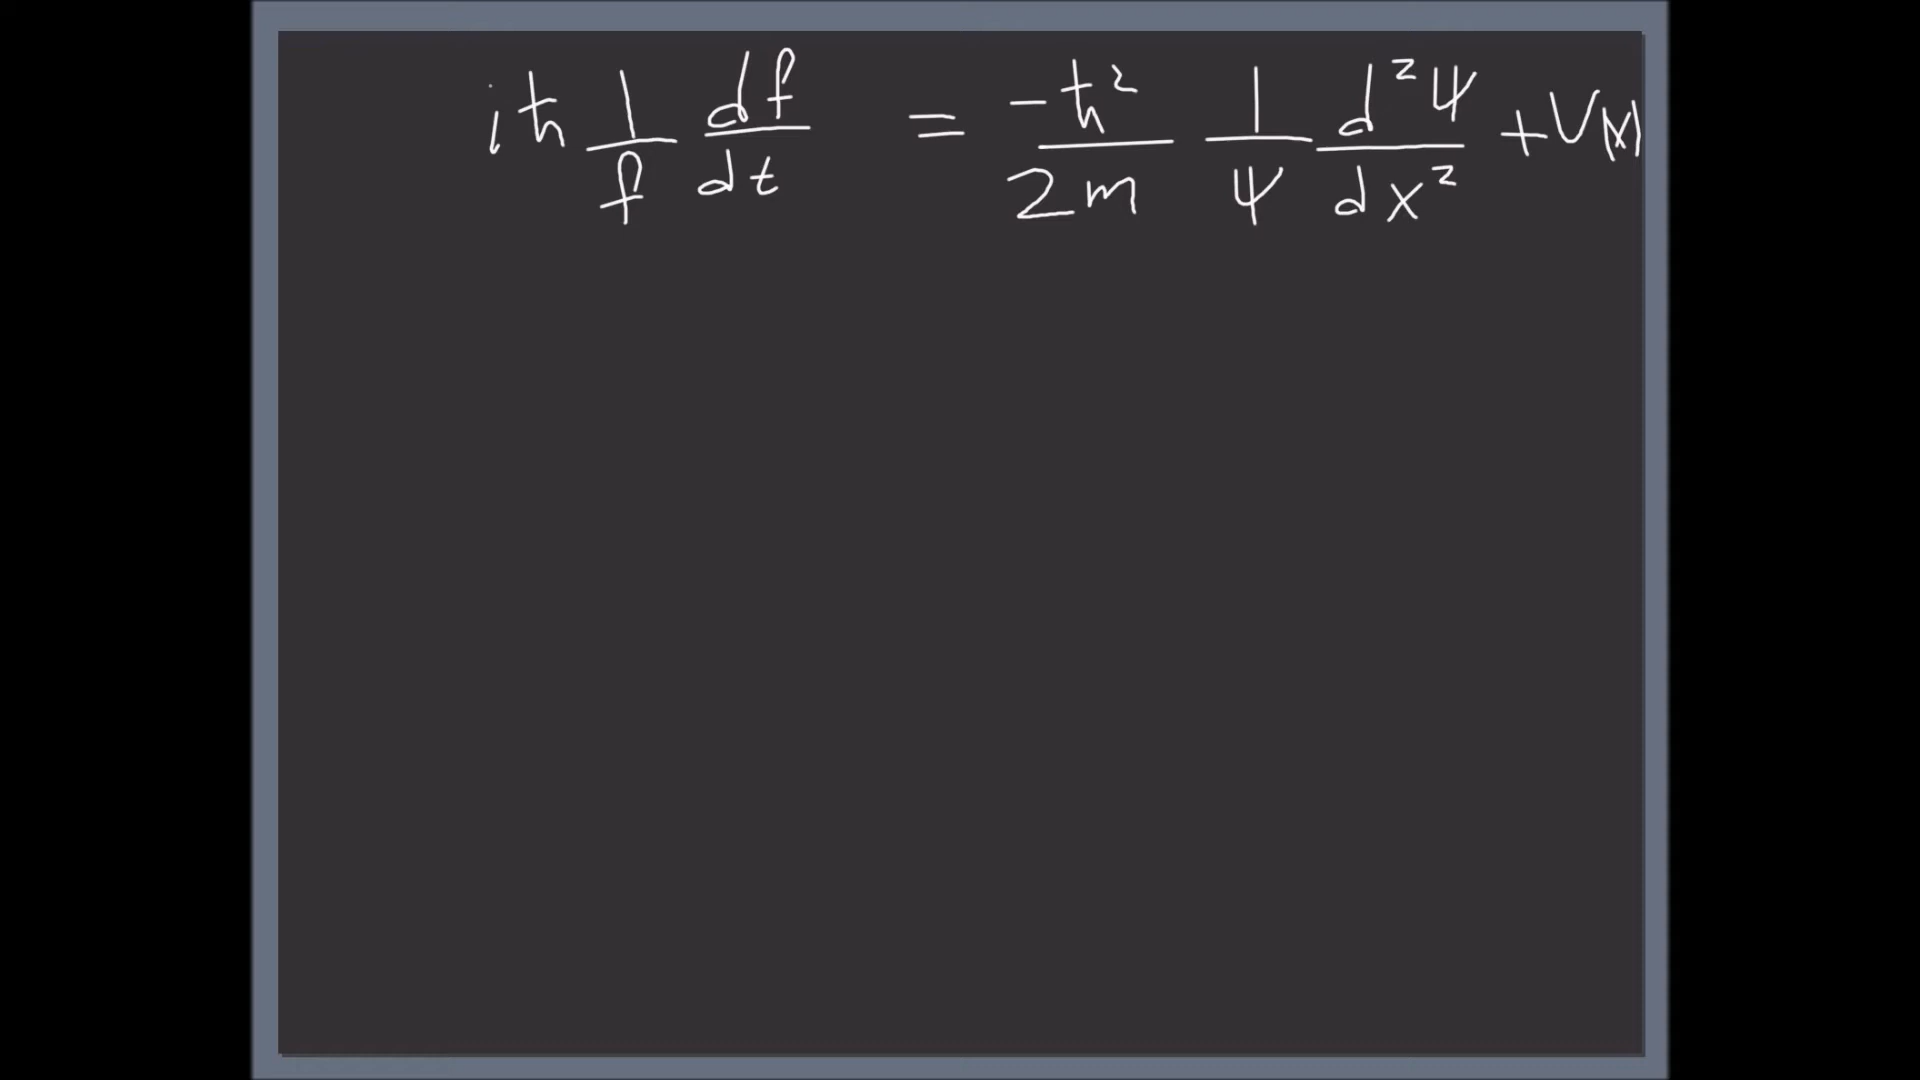 iℏ 1/f df/dt = -ℏ²/2m 1/ψ d²ψ/dx² + V(x)